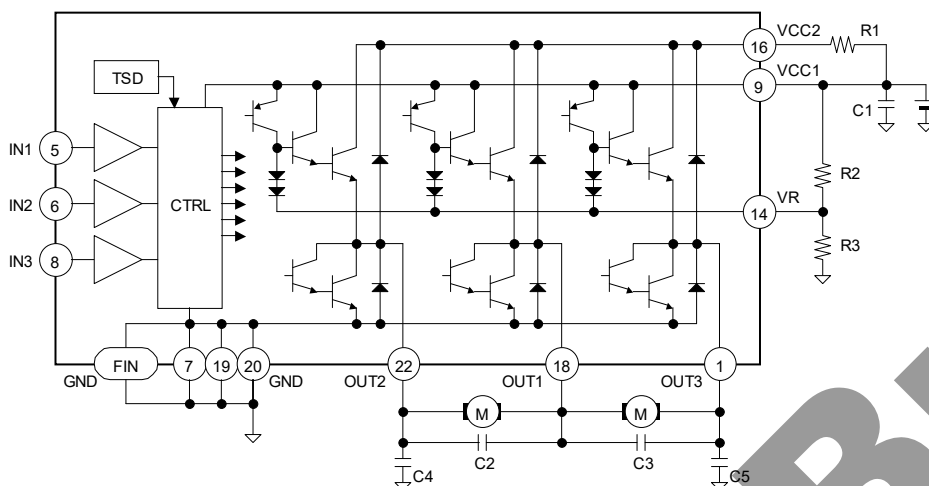 VCC2
R1
16
TSD
VCC1
9
C1
IN1
5
R2
IN2
6
CTRL
VR
14
IN3
8
R3
GND
FIN
7
19
20
GND
OUT2
22
OUT1
18
OUT3
1
M
M
C2
C3
C4
C5